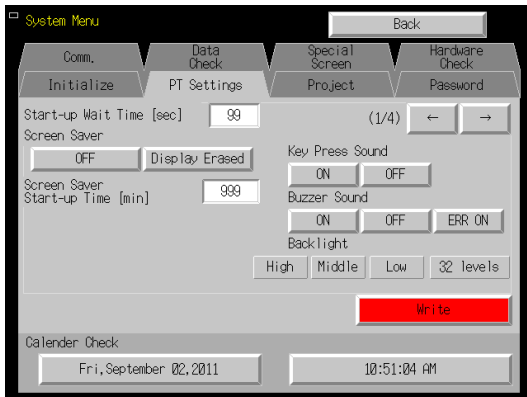 System Menu
Back
Comm.
Data
Check
Special
Screen
Hardware
Check
Initialize
PT Settings
Project
Password
Start-up Wait Time [sec] 99
(1/4) ← →
Screen Saver
OFF Display Erased
Key Press Sound
ON OFF
Screen Saver
Start-up Time [min] 999
Buzzer Sound
ON OFF ERR ON
Backlight
High Middle Low 32 levels
Write
Calender Check
Fri,September 02,2011 10:51:04 AM